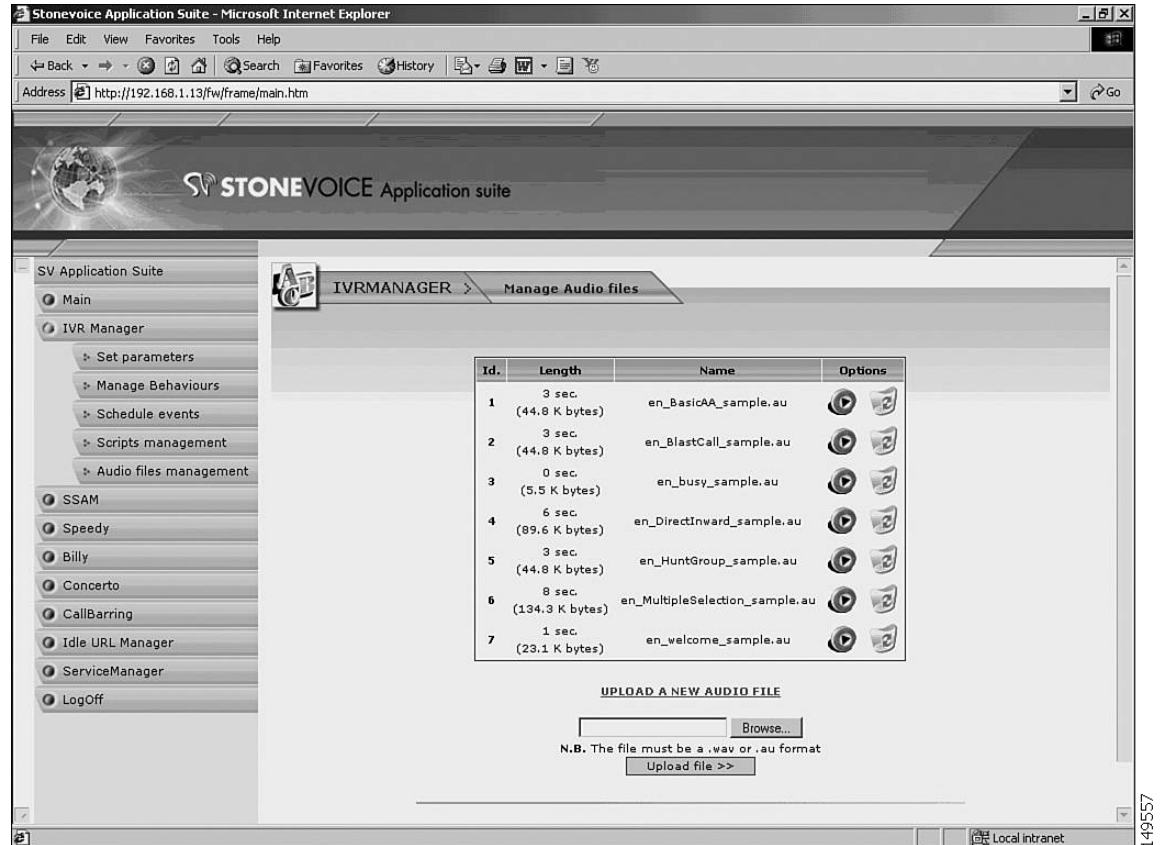 Stonevoice Application Suite - Microsoft Internet Explorer
File Edit View Favorites Tools Help
Back Search Favorites History
Address http://192.168.1.13/fw/frame/main.htm Go
SV STONEVOICE Application suite
SV Application Suite
Main
IVR Manager
Set parameters
Manage Behaviours
Schedule events
Scripts management
Audio files management
SSAM
Speedy
Billy
Concerto
CallBarring
Idle URL Manager
ServiceManager
LogOff
IVRMANAGER > Manage Audio files
Id. Length Name Options
1 3 sec. (44.8 K bytes) en_BasicAA_sample.au
2 3 sec. (44.8 K bytes) en_BlastCall_sample.au
3 0 sec. (5.5 K bytes) en_busy_sample.au
4 6 sec. (89.6 K bytes) en_DirectInward_sample.au
5 3 sec. (44.8 K bytes) en_HuntGroup_sample.au
6 8 sec. (134.3 K bytes) en_MultipleSelection_sample.au
7 1 sec. (23.1 K bytes) en_welcome_sample.au
UPLOAD A NEW AUDIO FILE
Browse...
N.B. The file must be a .wav or .au format
Upload file >>
Local intranet
149557